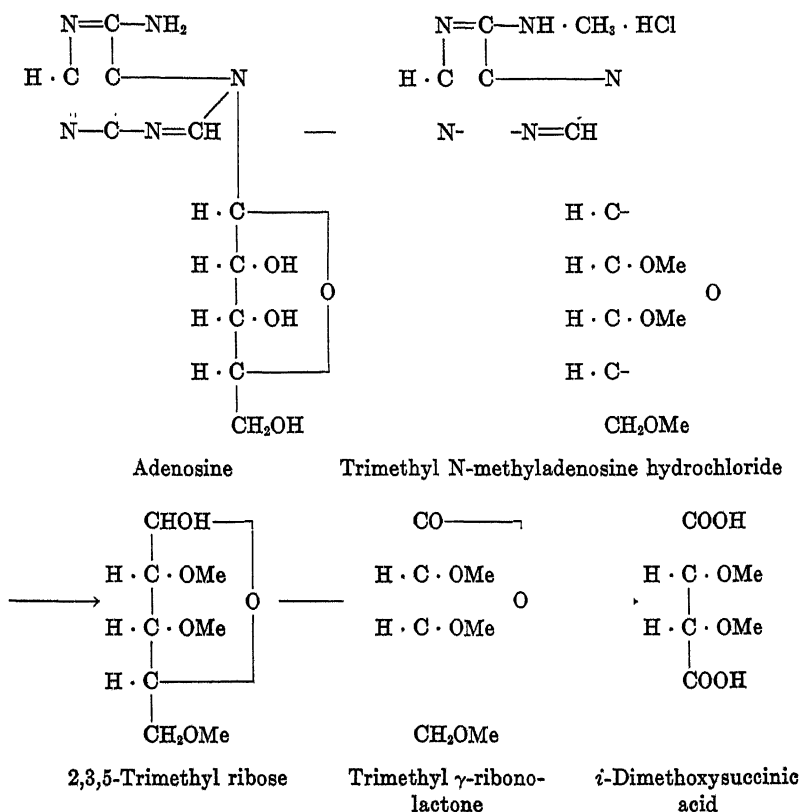 N=C—NH₂ N=C—NH · CH₃ · HCl
H · C C N H · C C N
N—C—N=CH — N- -N=CH
H · C H · C-
H · C · OH H · C · OMe
O O
H · C · OH H · C · OMe
H · C H · C-
CH₂OH CH₂OMe
Adenosine Trimethyl N-methyladenosine hydrochloride
CHOH CO COOH
H · C · OMe H · C · OMe H · C · OMe
O O
H · C · OMe H · C · OMe H · C · OMe
H · C COOH
CH₂OMe CH₂OMe
2,3,5-Trimethyl ribose Trimethyl γ-ribono- i-Dimethoxysuccinic
lactone acid